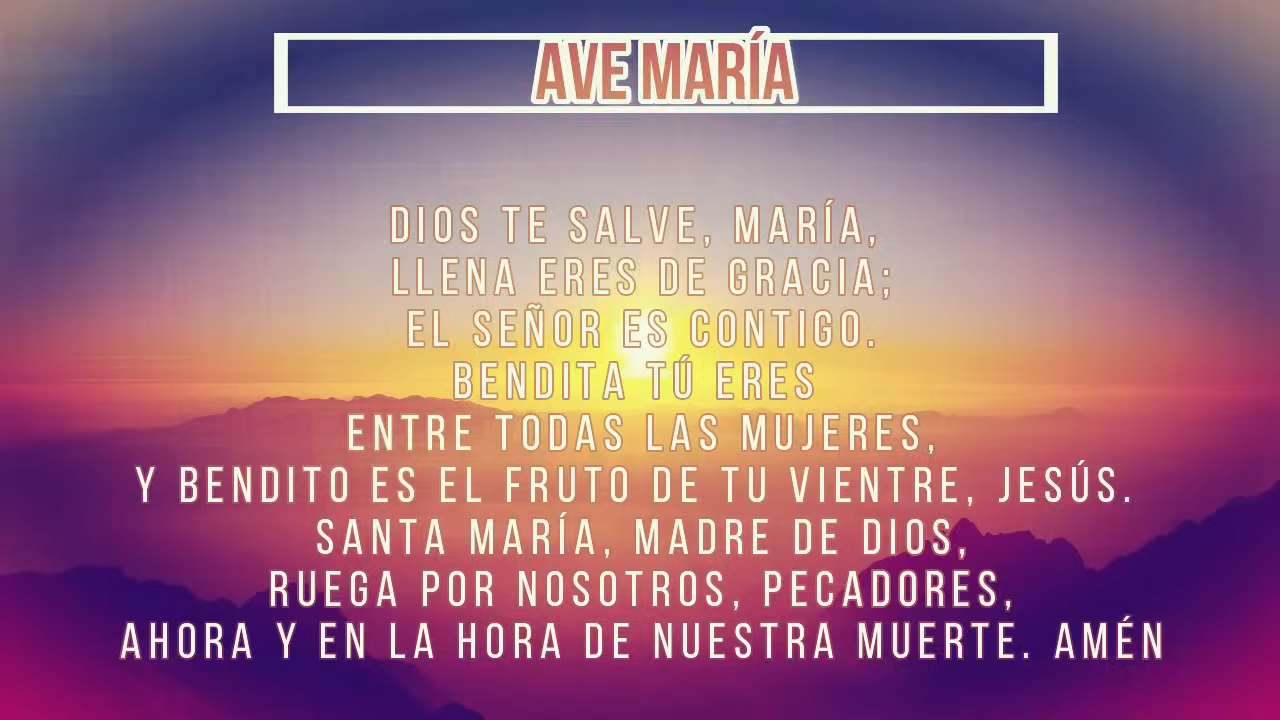 AVE MARÍA
DIOS TE SALVE, MARÍA,
LLENA ERES DE GRACIA;
EL SEÑOR ES CONTIGO.
BENDITA TÚ ERES
ENTRE TODAS LAS MUJERES,
Y BENDITO ES EL FRUTO DE TU VIENTRE, JESÚS.
SANTA MARÍA, MADRE DE DIOS,
RUEGA POR NOSOTROS, PECADORES,
AHORA Y EN LA HORA DE NUESTRA MUERTE. AMÉN